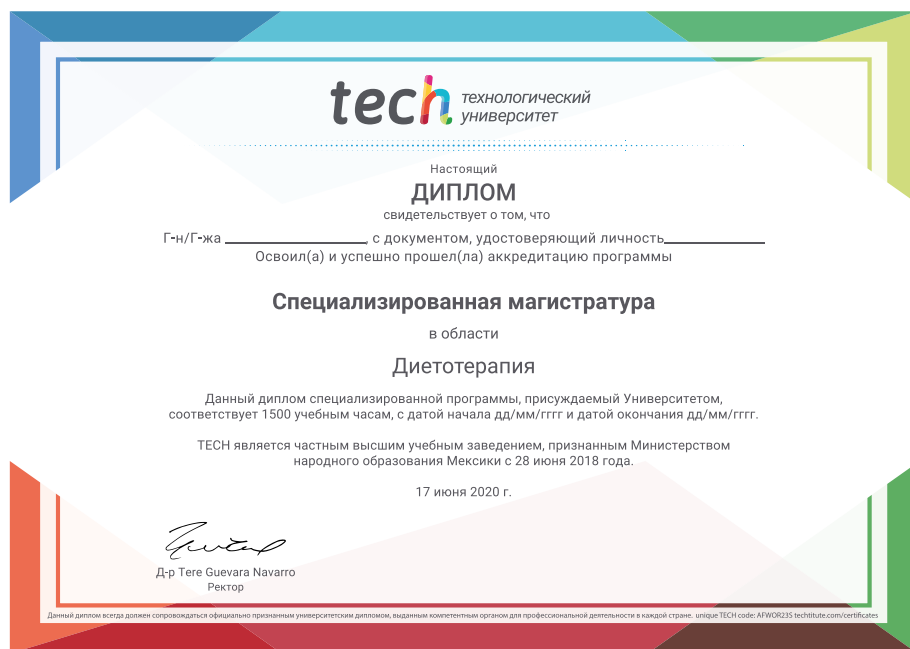 tech технологический
университет
Настоящий
ДИПЛОМ
свидетельствует о том, что
Г-н/Г-жа ____________________, с документом, удостоверяющий личность______________
Освоил(а) и успешно прошел(ла) аккредитацию программы
Специализированная магистратура
в области
Диетотерапия
Данный диплом специализированной программы, присуждаемый Университетом,
соответствует 1500 учебным часам, с датой начала дд/мм/гггг и датой окончания дд/мм/гггг.
TECH является частным высшим учебным заведением, признанным Министерством
народного образования Мексики с 28 июня 2018 года.
17 июня 2020 г.
Д-р Tere Guevara Navarro
Ректор
Данный диплом всегда должен сопровождаться официально признанным университетским дипломом, выданным компетентным органом для профессиональной деятельности в каждой стране. unique TECH code: AFWOR23S techtitute.com/certificates